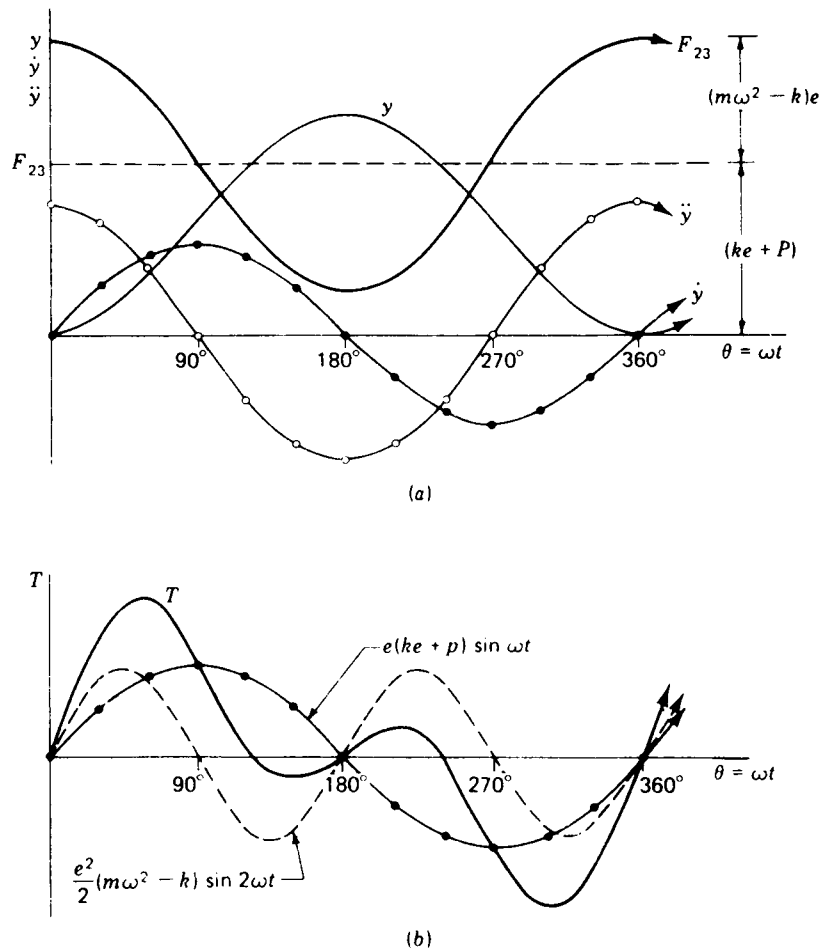 y
ẏ
ÿ
F₂₃
y
F₂₃
(mω² − k)e
ÿ
(ke + P)
ẏ
90° 180° 270° 360° θ = ωt
(a)
T
T
e(ke + p) sin ωt
90° 180° 270° 360° θ = ωt
e²/2 (mω² − k) sin 2ωt
(b)